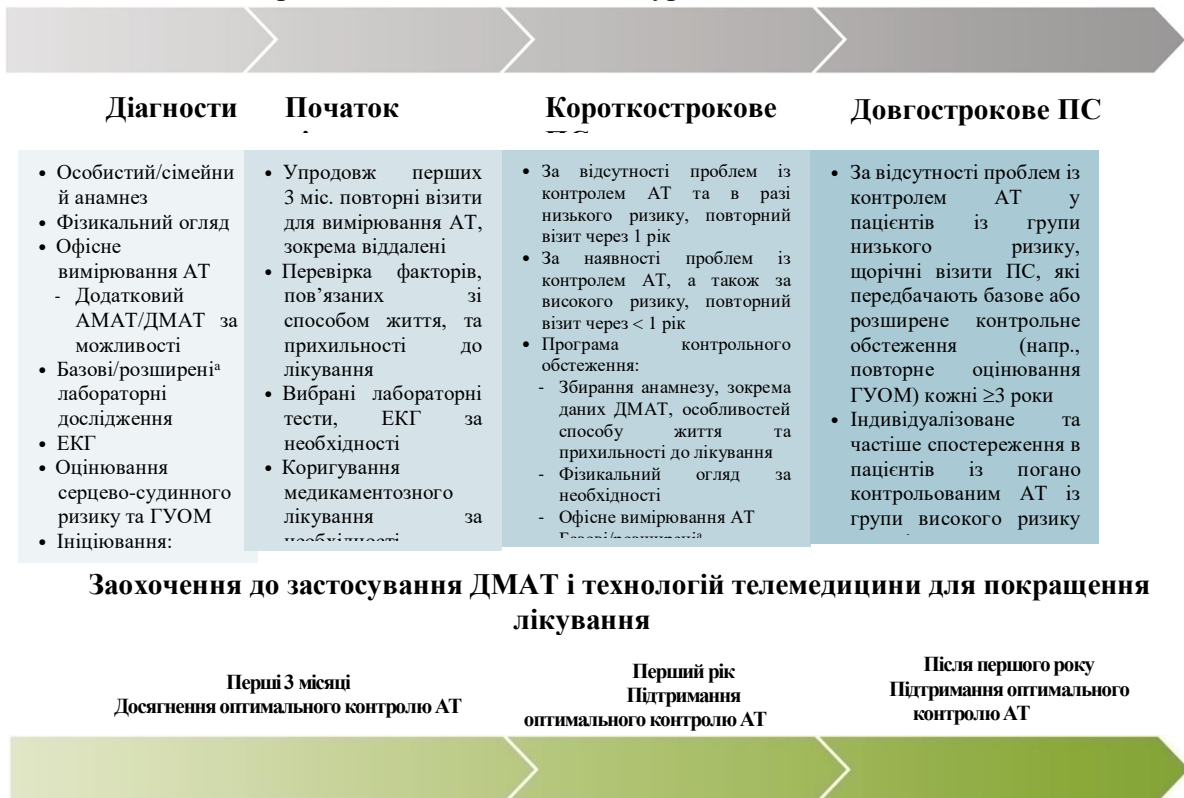 Діагности
Початок
Короткострокове
Довгострокове ПС
• Особистий/сімейни
й анамнез
• Фізикальний огляд
• Офісне
вимірювання АТ
- Додатковий
АМАТ/ДМАТ за
можливості
• Базові/розширеніᵃ
лабораторні
дослідження
• ЕКГ
• Оцінювання
серцево-судинного
ризику та ГУОМ
• Ініціювання:
• Упродовж перших
3 міс. повторні візити
для вимірювання АТ,
зокрема віддалені
• Перевірка факторів,
пов’язаних зі
способом життя, та
прихильності до
лікування
• Вибрані лабораторні
тести, ЕКГ за
необхідності
• Коригування
медикаментозного
лікування за
необхідності
• За відсутності проблем із
контролем АТ та в разі
низького ризику, повторний
візит через 1 рік
• За наявності проблем із
контролем АТ, а також за
високого ризику, повторний
візит через < 1 рік
• Програма контрольного
обстеження:
- Збирання анамнезу, зокрема
даних ДМАТ, особливостей
способу життя та
прихильності до лікування
- Фізикальний огляд за
необхідності
- Офісне вимірювання АТ
- Базові/розширеніᵃ
• За відсутності проблем із
контролем АТ у
пацієнтів із групи
низького ризику,
щорічні візити ПС, які
передбачають базове або
розширене контрольне
обстеження (напр.,
повторне оцінювання
ГУОМ) кожні ≥3 роки
• Індивідуалізоване та
частіше спостереження в
пацієнтів із погано
контрольованим АТ із
групи високого ризику
Заохочення до застосування ДМАТ і технологій телемедицини для покращення
лікування
Перші 3 місяці
Досягнення оптимального контролю АТ
Перший рік
Підтримання
оптимального контролю АТ
Після першого року
Підтримання оптимального
контролю АТ